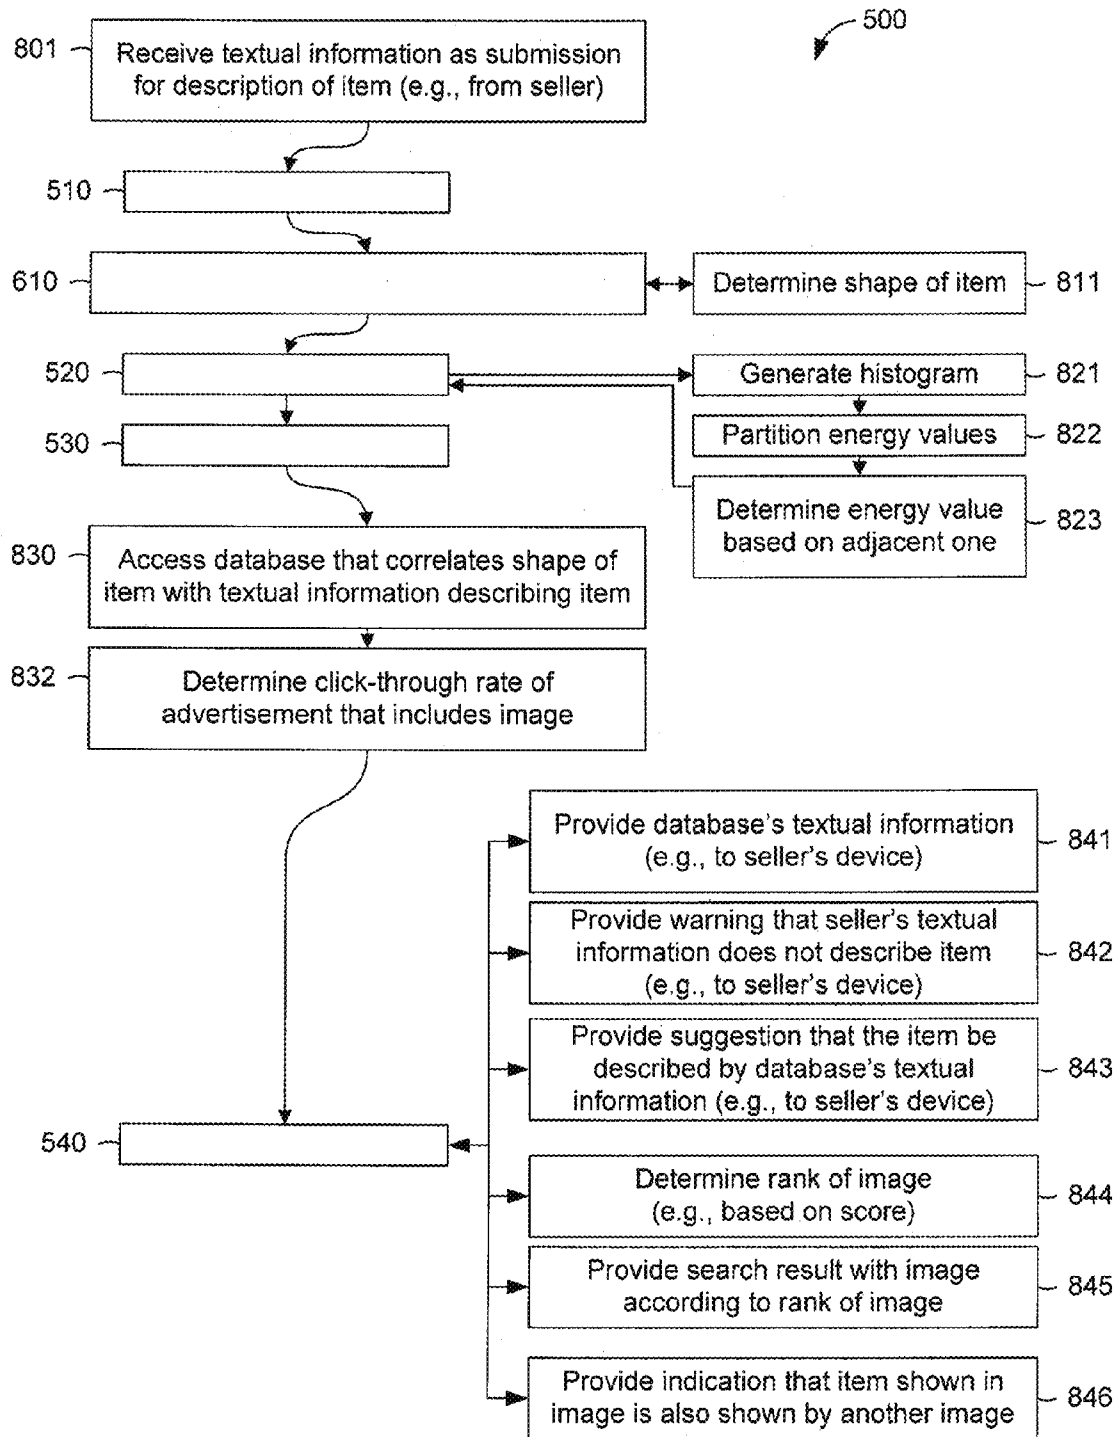 500
801
Receive textual information as submission
for description of item (e.g., from seller)
510
610
Determine shape of item
811
520
Generate histogram
821
530
Partition energy values
822
Determine energy value
based on adjacent one
823
830
Access database that correlates shape of
item with textual information describing item
832
Determine click-through rate of
advertisement that includes image
Provide database's textual information
(e.g., to seller's device)
841
Provide warning that seller's textual
information does not describe item
(e.g., to seller's device)
842
Provide suggestion that the item be
described by database's textual
information (e.g., to seller's device)
843
540
Determine rank of image
(e.g., based on score)
844
Provide search result with image
according to rank of image
845
Provide indication that item shown in
image is also shown by another image
846